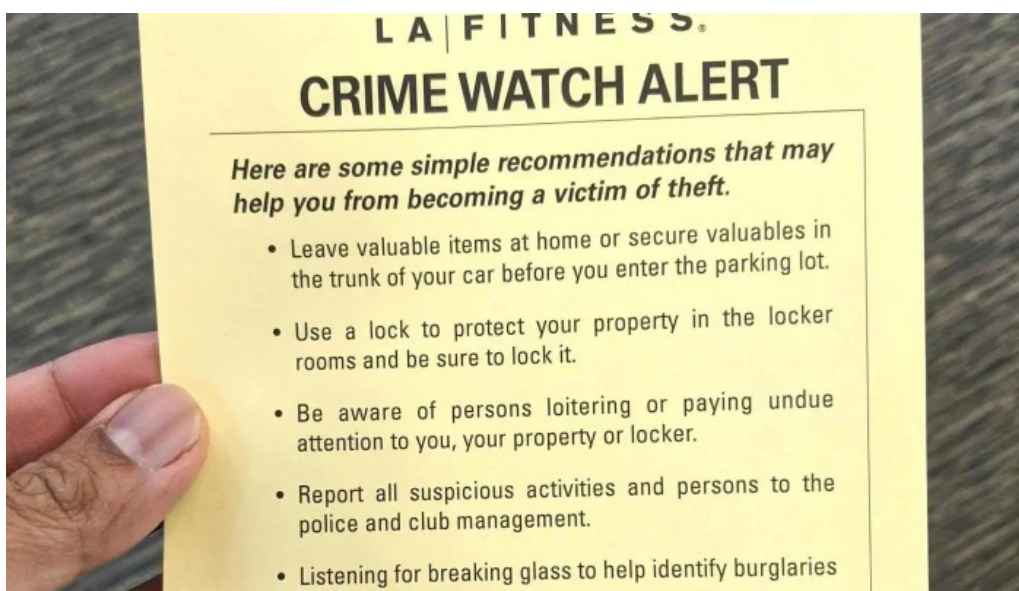 LA|FITNESS®
CRIME WATCH ALERT
Here are some simple recommendations that may
help you from becoming a victim of theft.
• Leave valuable items at home or secure valuables in
the trunk of your car before you enter the parking lot.
• Use a lock to protect your property in the locker
rooms and be sure to lock it.
• Be aware of persons loitering or paying undue
attention to you, your property or locker.
• Report all suspicious activities and persons to the
police and club management.
• Listening for breaking glass to help identify burglaries